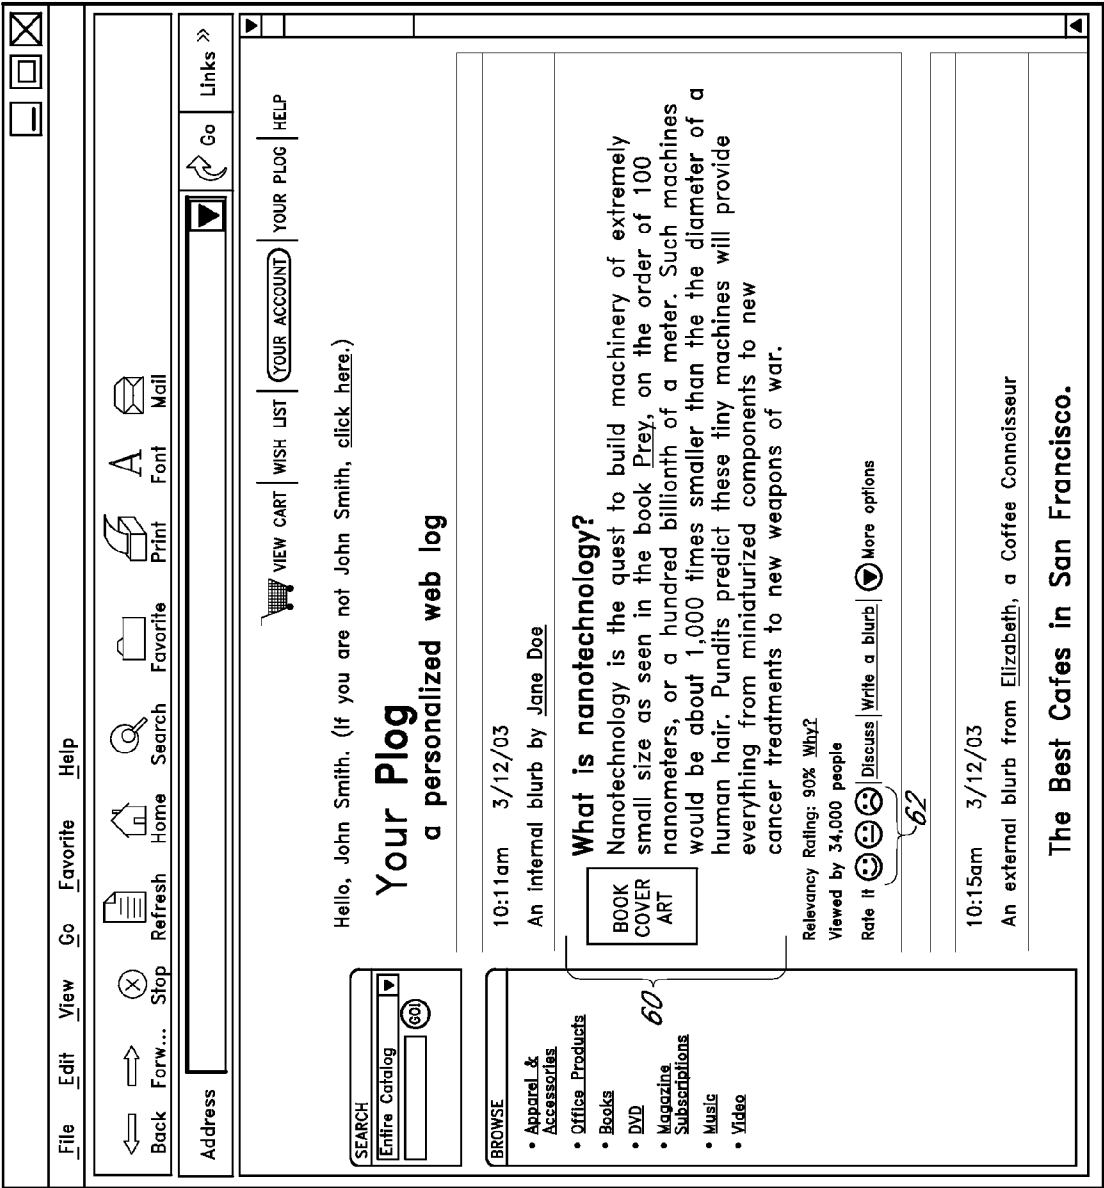 File Edit View Go Favorite Help
Back Forw... Stop Refresh Home Search Favorite Print Font Mail
Address Go Links »
VIEW CART | WISH LIST | YOUR ACCOUNT | YOUR PLOG | HELP
Hello, John Smith. (If you are not John Smith, click here.)
SEARCH
Entire Catalog
GO!
Your Plog
a personalized web log
BROWSE
• Apparel &
Accessories
• Office Products
• Books
• DVD
• Magazine
Subscriptions
• Music
• Video
10:11am 3/12/03
An internal blurb by Jane Doe
60
BOOK
COVER
ART
What is nanotechnology?
Nanotechnology is the quest to build machinery of extremely
small size as seen in the book Prey, on the order of 100
nanometers, or a hundred billionth of a meter. Such machines
would be about 1,000 times smaller than the the diameter of a
human hair. Pundits predict these tiny machines will provide
everything from miniaturized components to new
cancer treatments to new weapons of war.
Relevancy Rating: 90% Why?
Viewed by 34,000 people
Rate it | Discuss | Write a blurb | More options
62
10:15am 3/12/03
An external blurb from Elizabeth, a Coffee Connoisseur
The Best Cafes in San Francisco.